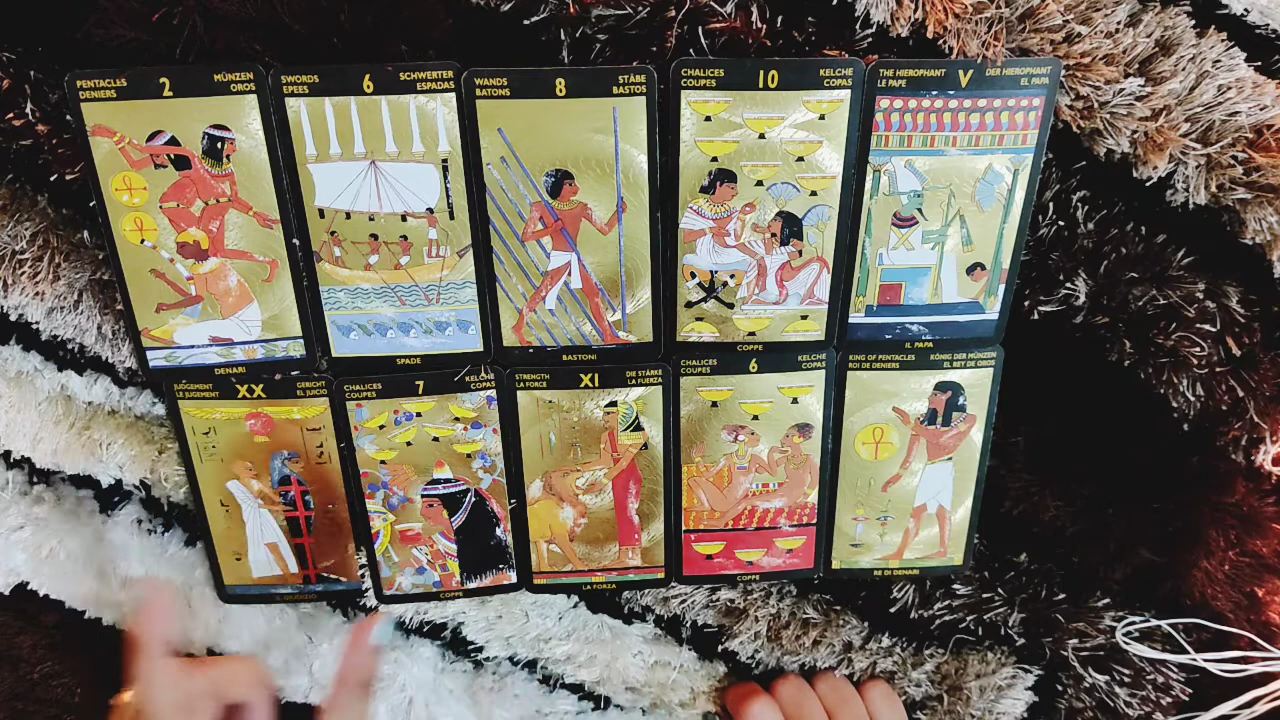 PENTACLES 2 MÜNZEN
DENIERS OROS
DENARI
SWORDS 6 SCHWERTER
EPEES ESPADAS
SPADE
WANDS 8 STÄBE
BATONS BASTOS
BASTONI
CHALICES 10 KELCHE
COUPES COPAS
COPPE
THE HIEROPHANT V DER HIEROPHANT
LE PAPE EL PAPA
IL PAPA
JUDGEMENT XX GERICHT
LE JUGEMENT EL JUICIO
IL GIUDIZIO
CHALICES 7 KELCHE
COUPES COPAS
COPPE
STRENGTH XI DIE STÄRKE
LA FORCE LA FUERZA
LA FORZA
CHALICES 6 KELCHE
COUPES COPAS
COPPE
KING OF PENTACLES KÖNIG DER MÜNZEN
ROI DE DENIERS EL REY DE OROS
RE DI DENARI